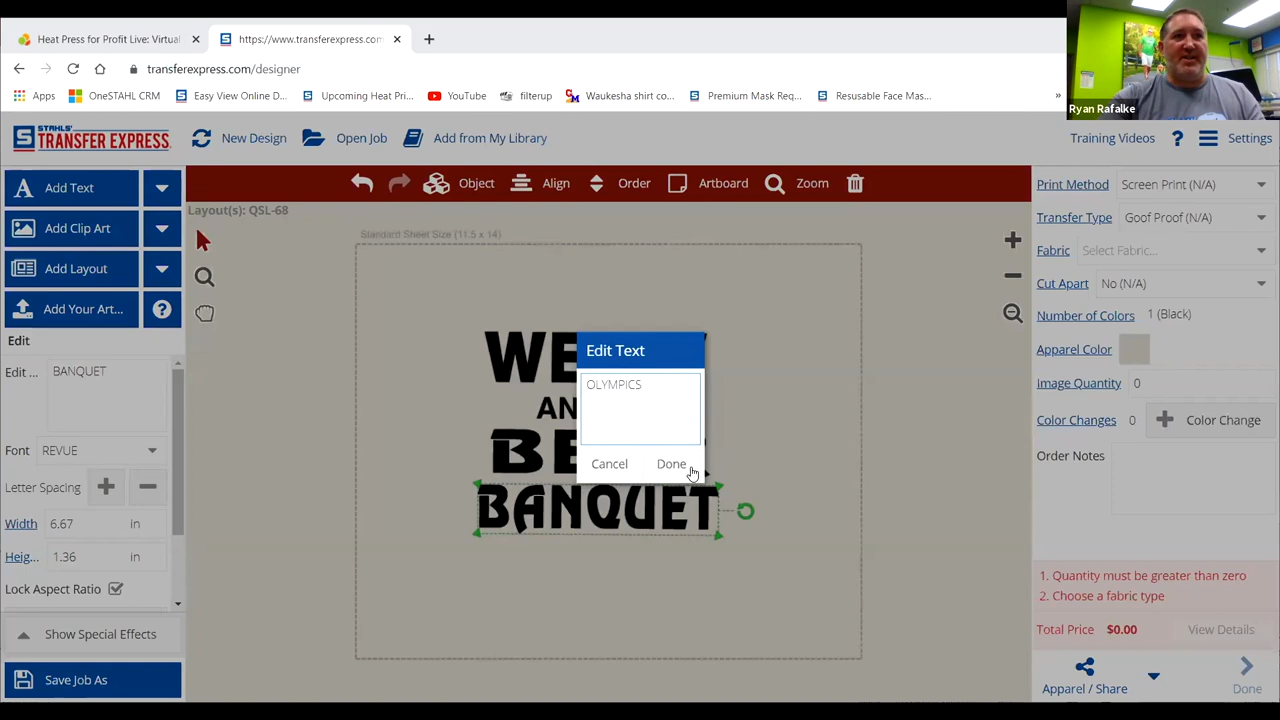 Heat Press for Profit Live: Virtual
https://www.transferexpress.com
transferexpress.com/designer
Apps
OneSTAHL CRM
Easy View Online D...
Upcoming Heat Pri...
YouTube
filterup
Waukesha shirt co...
Premium Mask Req...
Resusable Face Mas...
»
Ryan Rafalke
STAHLS'
TRANSFER EXPRESS
New Design
Open Job
Add from My Library
Training Videos
?
Settings
A Add Text
Add Clip Art
Add Layout
Add Your Art...
?
Object
Align
Order
Artboard
Zoom
Layout(s): QSL-68
Standard Sheet Size (11.5 x 14)
BANQUET
Edit Text
OLYMPICS
Cancel
Done
Edit
Edit ...
BANQUET
Font
REVUE
Letter Spacing
Width
6.67
in
Heig...
1.36
in
Lock Aspect Ratio
Show Special Effects
Save Job As
Print Method
Screen Print (N/A)
Transfer Type
Goof Proof (N/A)
Fabric
Select Fabric...
Cut Apart
No (N/A)
Number of Colors
1 (Black)
Apparel Color
Image Quantity
0
Color Changes
0
Color Change
Order Notes
1. Quantity must be greater than zero
2. Choose a fabric type
Total Price
$0.00
View Details
Apparel / Share
Done